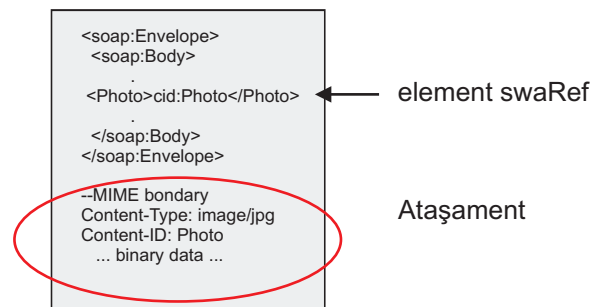 <soap:Envelope>
<soap:Body>
.
<Photo>cid:Photo</Photo>
element swaRef
.
</soap:Body>
</soap:Envelope>
--MIME bondary
Content-Type: image/jpg
Content-ID: Photo
... binary data ...
Ataşament